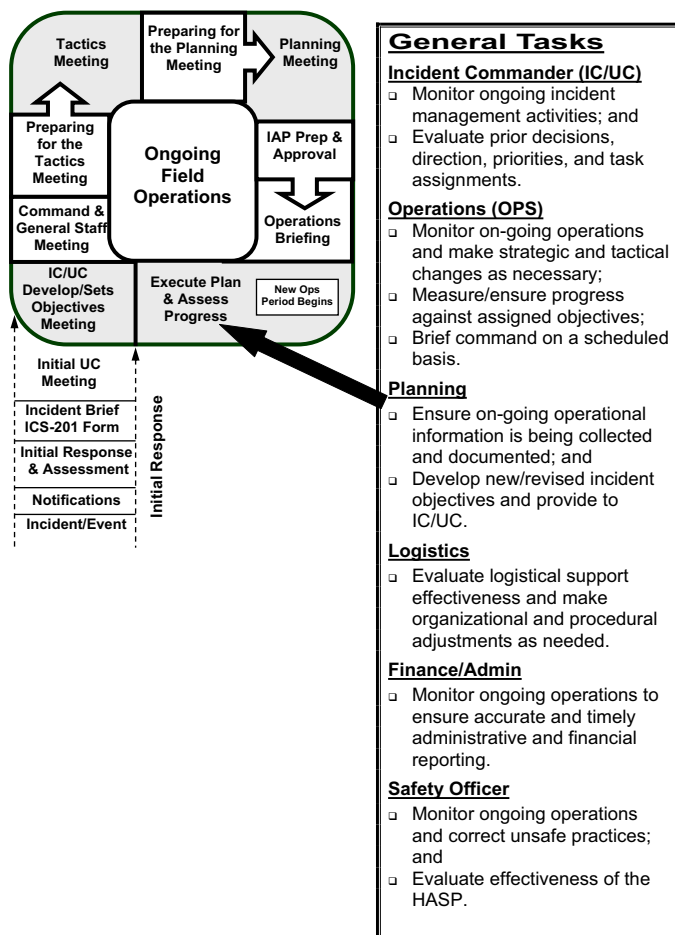 Tactics
Meeting
Preparing for
the Planning
Meeting
Planning
Meeting
Preparing
for the
Tactics
Meeting
Ongoing
Field
Operations
IAP Prep &
Approval
Command &
General Staff
Meeting
Operations
Briefing
IC/UC
Develop/Sets
Objectives
Meeting
Execute Plan
& Assess
Progress
New Ops
Period Begins
Initial UC
Meeting
Incident Brief
ICS-201 Form
Initial Response
& Assessment
Notifications
Incident/Event
Initial Response
General Tasks
Incident Commander (IC/UC)
❑ Monitor ongoing incident
management activities; and
❑ Evaluate prior decisions,
direction, priorities, and task
assignments.
Operations (OPS)
❑ Monitor on-going operations
and make strategic and tactical
changes as necessary;
❑ Measure/ensure progress
against assigned objectives;
❑ Brief command on a scheduled
basis.
Planning
❑ Ensure on-going operational
information is being collected
and documented; and
❑ Develop new/revised incident
objectives and provide to
IC/UC.
Logistics
❑ Evaluate logistical support
effectiveness and make
organizational and procedural
adjustments as needed.
Finance/Admin
❑ Monitor ongoing operations to
ensure accurate and timely
administrative and financial
reporting.
Safety Officer
❑ Monitor ongoing operations
and correct unsafe practices;
and
❑ Evaluate effectiveness of the
HASP.